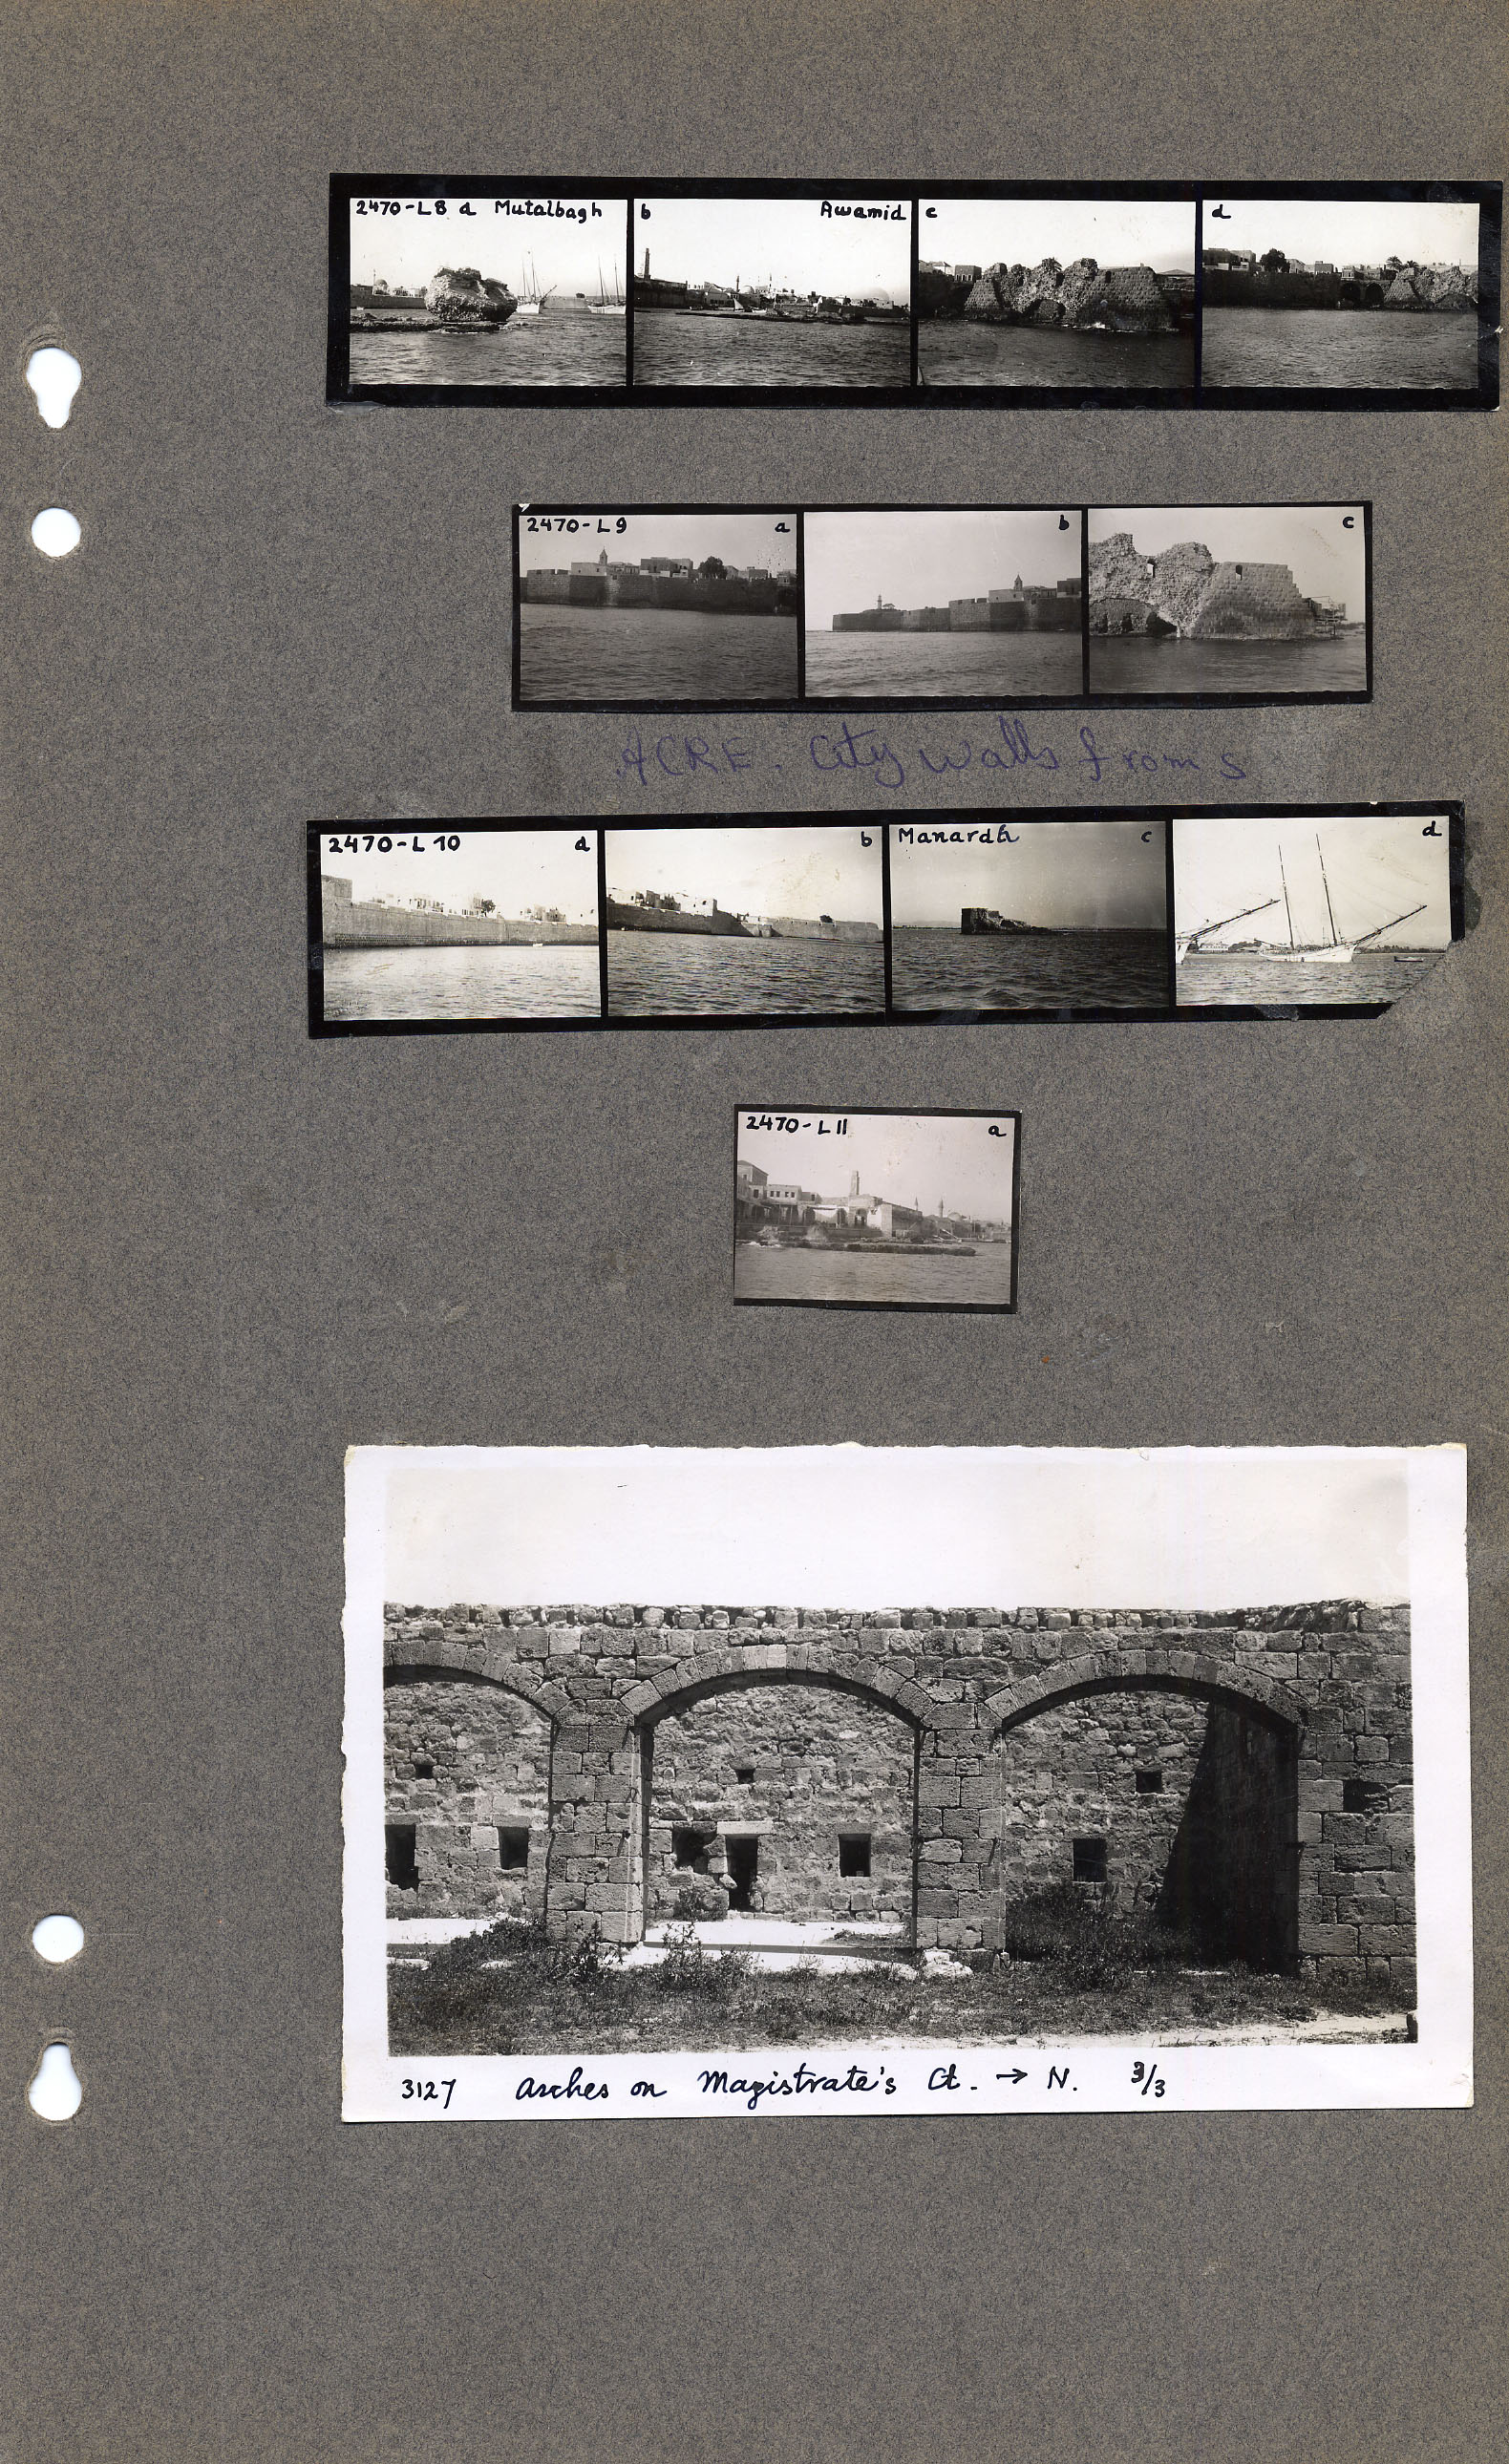 2470-L8 a Mutalbagh b Awamid c d
2470-L9 a b c
ACRE. City walls from S
2470-L10 a b Manarah c d
2470-L11 a
3127 Arches on Magistrate's Ct. → N. 3/3